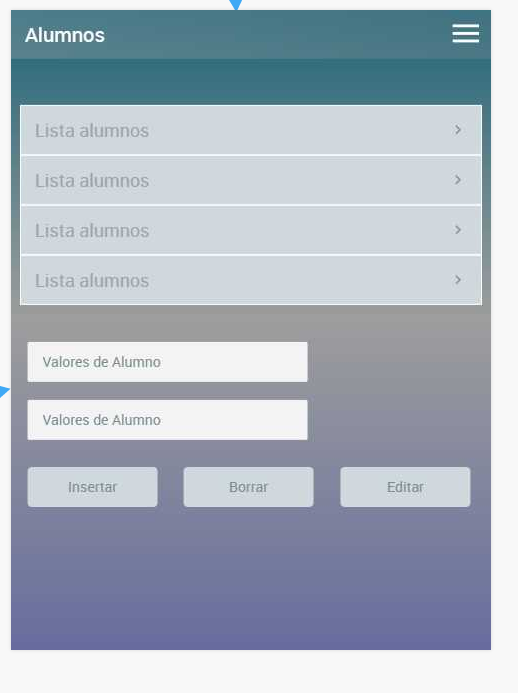 Alumnos
Lista alumnos
Lista alumnos
Lista alumnos
Lista alumnos
Valores de Alumno
Valores de Alumno
Insertar Borrar Editar